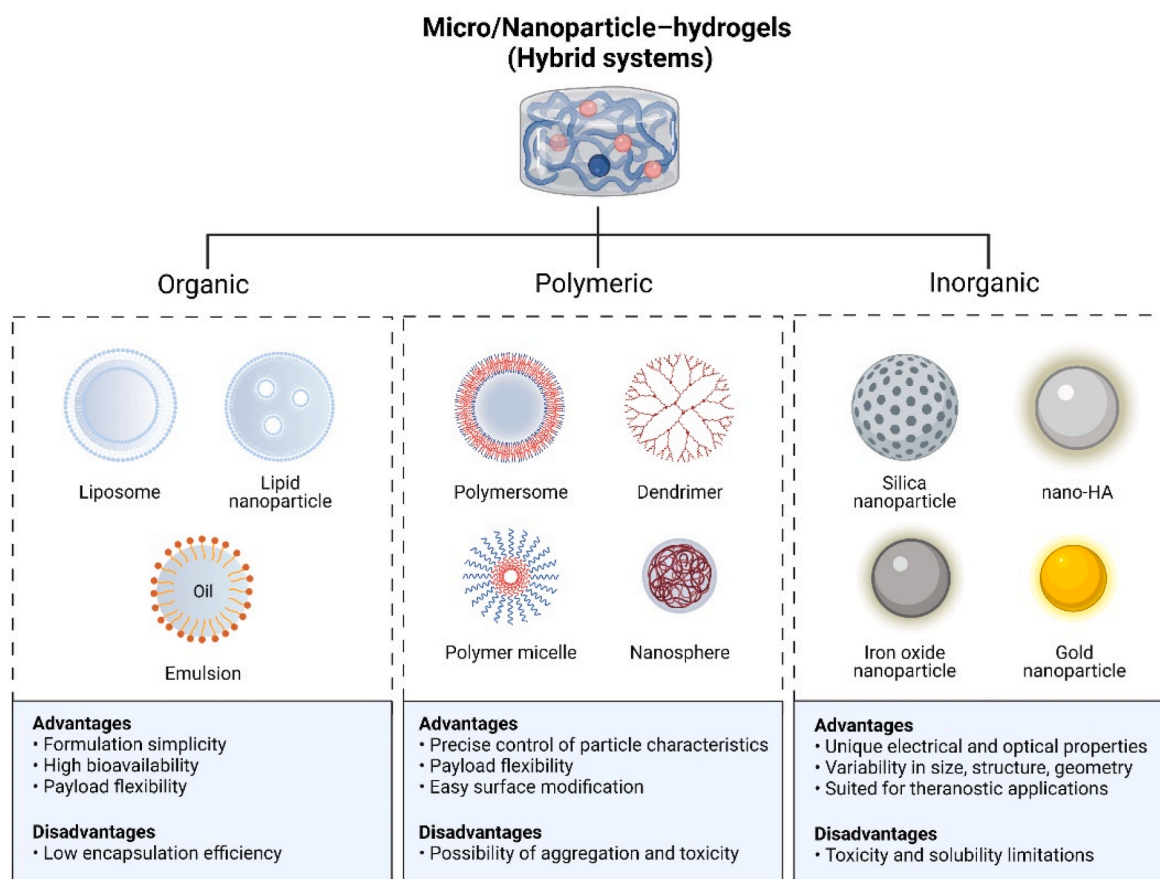 Micro/Nanoparticle–hydrogels
(Hybrid systems)
Organic
Polymeric
Inorganic
Liposome
Lipid
nanoparticle
Oil
Emulsion
Polymersome
Dendrimer
Polymer micelle
Nanosphere
Silica
nanoparticle
nano-HA
Iron oxide
nanoparticle
Gold
nanoparticle
Advantages
• Formulation simplicity
• High bioavailability
• Payload flexibility
Disadvantages
• Low encapsulation efficiency
Advantages
• Precise control of particle characteristics
• Payload flexibility
• Easy surface modification
Disadvantages
• Possibility of aggregation and toxicity
Advantages
• Unique electrical and optical properties
• Variability in size, structure, geometry
• Suited for theranostic applications
Disadvantages
• Toxicity and solubility limitations